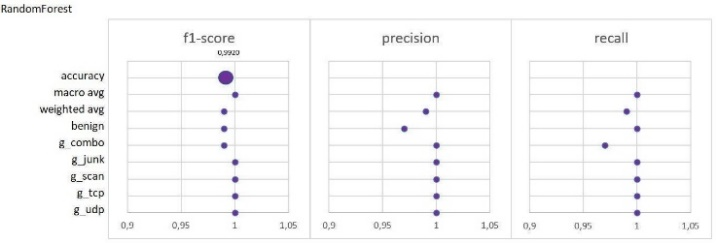 RandomForest
f1-score precision recall
0,9920
accuracy
macro avg
weighted avg
benign
g_combo
g_junk
g_scan
g_tcp
g_udp
0,9 0,95 1 1,05 0,9 0,95 1 1,05 0,9 0,95 1 1,05